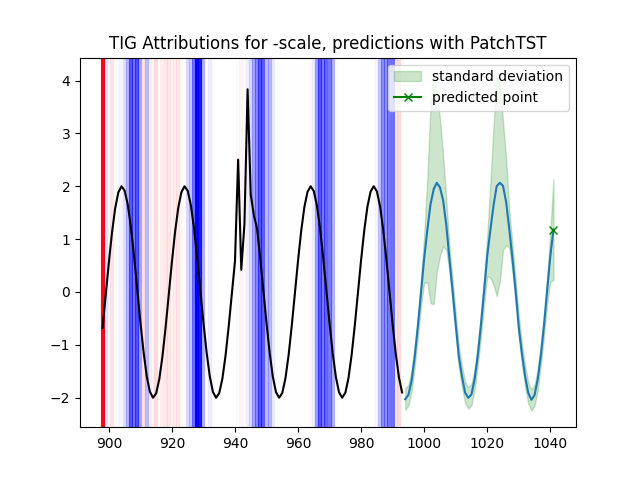 TIG Attributions for -scale, predictions with PatchTST
standard deviation
predicted point
4
3
2
1
0
−1
−2
900 920 940 960 980 1000 1020 1040